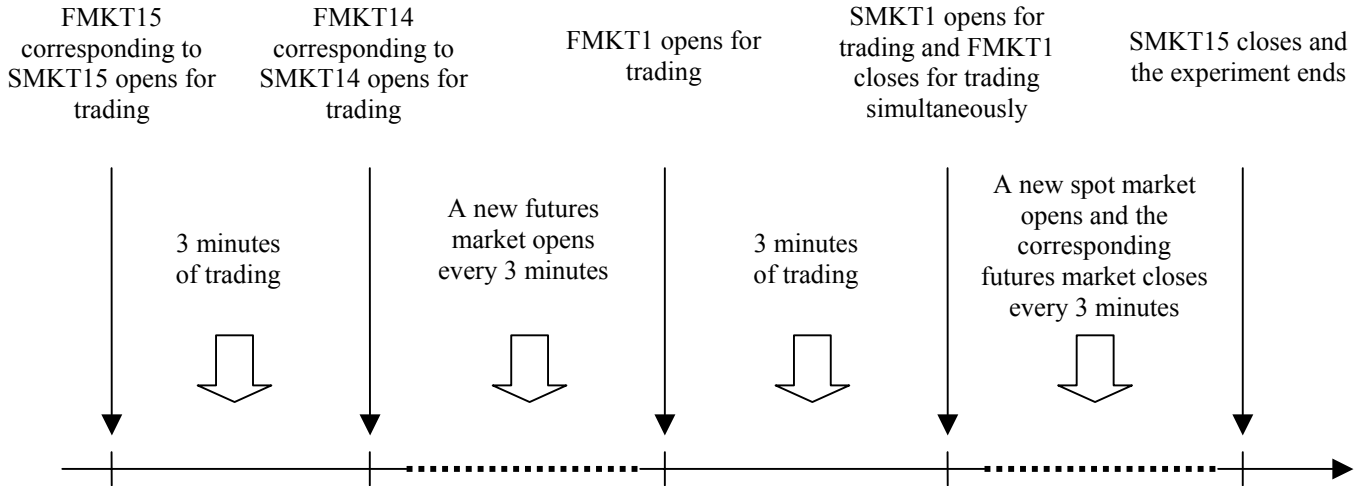 FMKT15
corresponding to
SMKT15 opens for
trading
FMKT14
corresponding to
SMKT14 opens for
trading
FMKT1 opens for
trading
SMKT1 opens for
trading and FMKT1
closes for trading
simultaneously
SMKT15 closes and
the experiment ends
3 minutes
of trading
A new futures
market opens
every 3 minutes
3 minutes
of trading
A new spot market
opens and the
corresponding
futures market closes
every 3 minutes